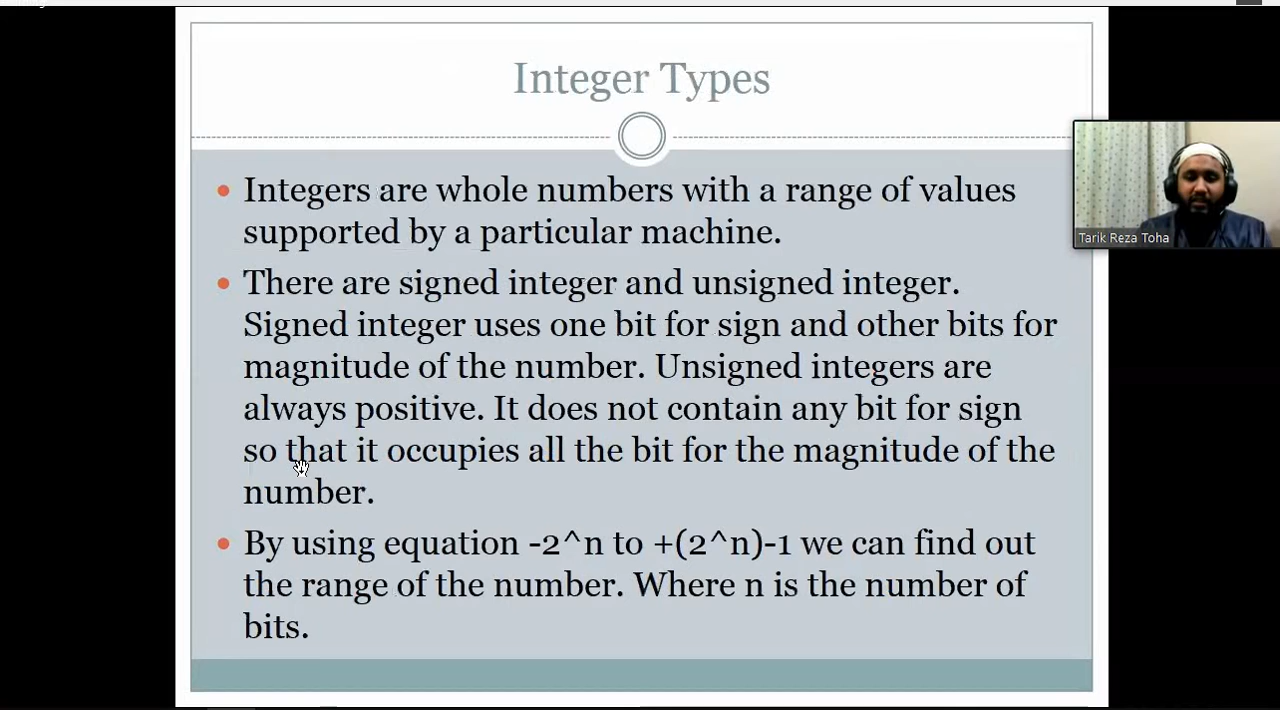 Integer Types
Integers are whole numbers with a range of values
supported by a particular machine.
There are signed integer and unsigned integer.
Signed integer uses one bit for sign and other bits for
magnitude of the number. Unsigned integers are
always positive. It does not contain any bit for sign
so that it occupies all the bit for the magnitude of the
number.
By using equation -2^n to +(2^n)-1 we can find out
the range of the number. Where n is the number of
bits.
Tarik Reza Toha